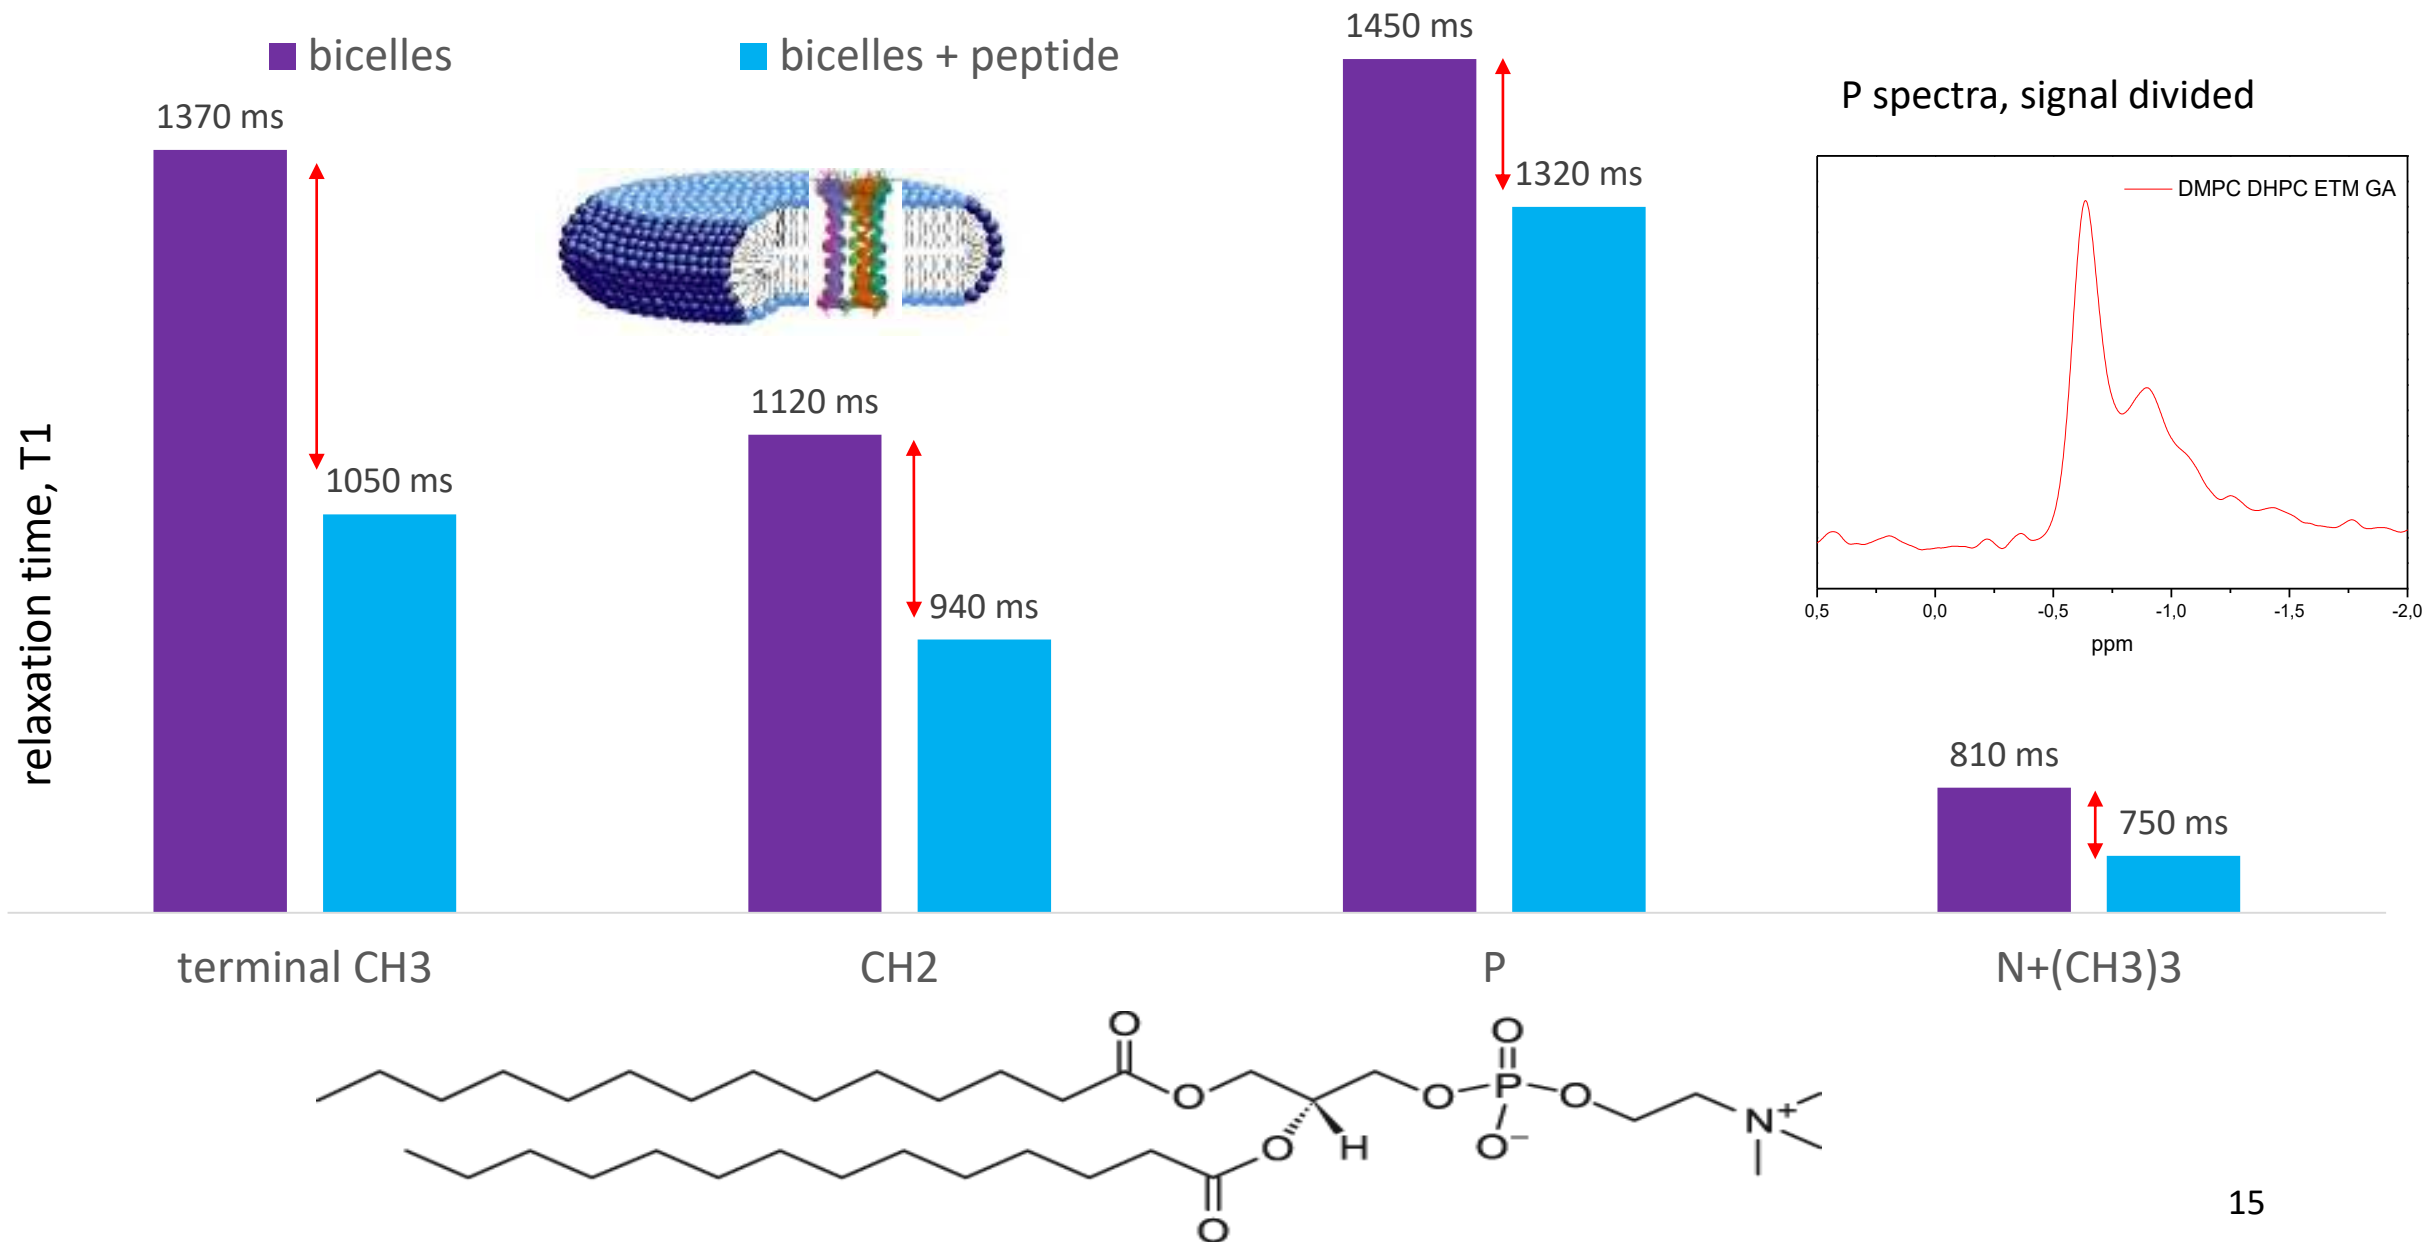 bicelles
bicelles + peptide
1450 ms
1370 ms
1320 ms
1120 ms
1050 ms
940 ms
810 ms
750 ms
relaxation time, T1
P spectra, signal divided
DMPC DHPC ETM GA
0,5 0,0 -0,5 -1,0 -1,5 -2,0
ppm
terminal CH3
CH2
P
N+(CH3)3
O
O
O
O
O
H
O
P
O
O
O⁻
N⁺
15